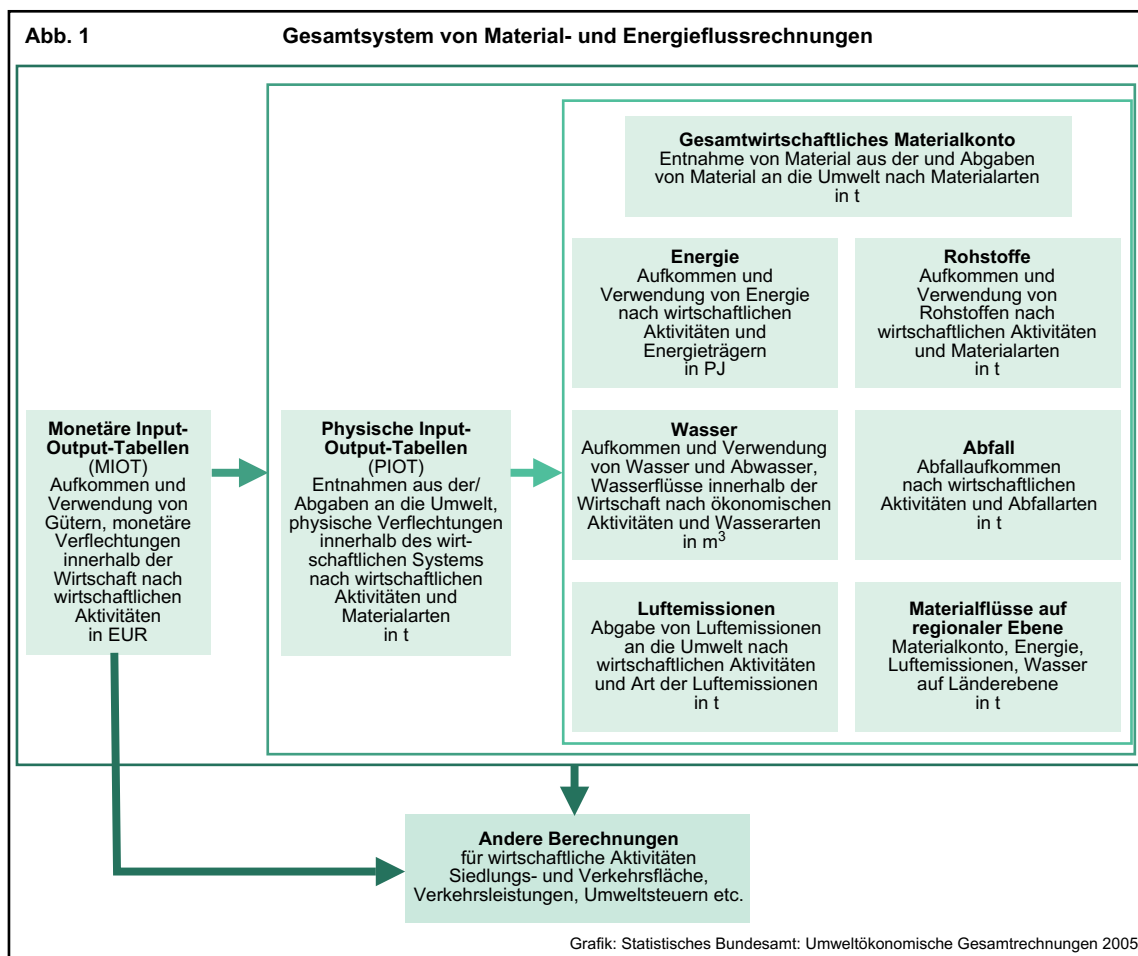 Abb. 1
Gesamtsystem von Material- und Energieflussrechnungen
Gesamtwirtschaftliches Materialkonto
Entnahme von Material aus der und Abgaben
von Material an die Umwelt nach Materialarten
in t
Energie
Aufkommen und
Verwendung von Energie
nach wirtschaftlichen
Aktivitäten und
Energieträgern
in PJ
Rohstoffe
Aufkommen und
Verwendung von
Rohstoffen nach
wirtschaftlichen Aktivitäten
und Materialarten
in t
Monetäre Input-
Output-Tabellen
(MIOT)
Aufkommen und
Verwendung von
Gütern, monetäre
Verflechtungen
innerhalb der
Wirtschaft nach
wirtschaftlichen
Aktivitäten
in EUR
Physische Input-
Output-Tabellen
(PIOT)
Entnahmen aus der/
Abgaben an die Umwelt,
physische Verflechtungen
innerhalb des wirt-
schaftlichen Systems
nach wirtschaftlichen
Aktivitäten und
Materialarten
in t
Wasser
Aufkommen und Verwendung
von Wasser und Abwasser,
Wasserflüsse innerhalb der
Wirtschaft nach ökonomischen
Aktivitäten und Wasserarten
in m³
Abfall
Abfallaufkommen
nach wirtschaftlichen
Aktivitäten und Abfallarten
in t
Luftemissionen
Abgabe von Luftemissionen
an die Umwelt nach
wirtschaftlichen Aktivitäten
und Art der Luftemissionen
in t
Materialflüsse auf
regionaler Ebene
Materialkonto, Energie,
Luftemissionen, Wasser
auf Länderebene
in t
Andere Berechnungen
für wirtschaftliche Aktivitäten
Siedlungs- und Verkehrsfläche,
Verkehrsleistungen, Umweltsteuern etc.
Grafik: Statistisches Bundesamt: Umweltökonomische Gesamtrechnungen 2005